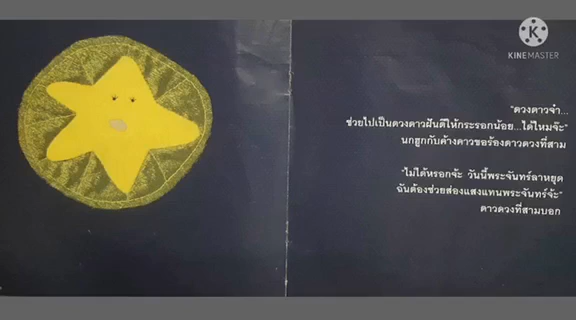 KINEMASTER
"ดวงดาวจ๋า...
ช่วยไปเป็นดวงดาวฝันดีให้กระรอกน้อย...ได้ไหมจ๊ะ"
นกฮูกกับค้างคาวขอร้องดาวดวงที่สาม
"ไม่ได้หรอกจ้ะ วันนี้พระจันทร์ลาหยุด
ฉันต้องช่วยส่องแสงแทนพระจันทร์จ้ะ"
ดาวดวงที่สามบอก